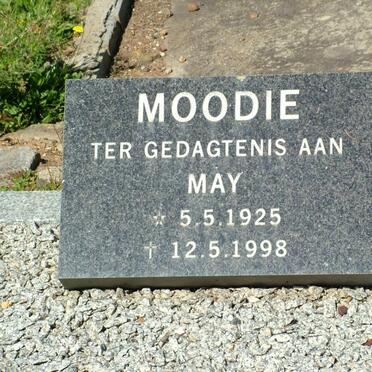 MOODIE
TER GEDAGTENIS AAN
MAY
☆ 5.5.1925
† 12.5.1998